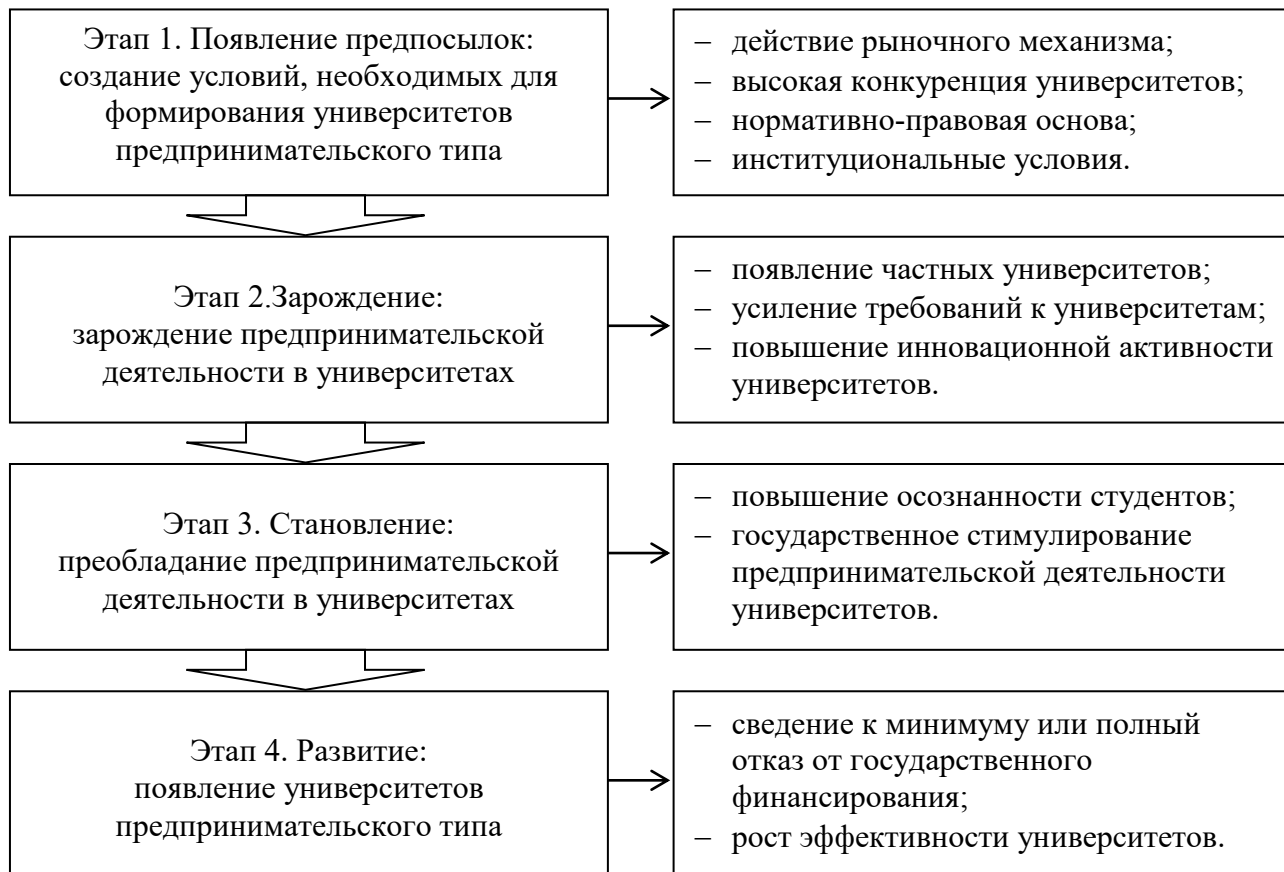 Этап 1. Появление предпосылок:
создание условий, необходимых для
формирования университетов
предпринимательского типа
– действие рыночного механизма;
– высокая конкуренция университетов;
– нормативно-правовая основа;
– институциональные условия.
Этап 2.Зарождение:
зарождение предпринимательской
деятельности в университетах
– появление частных университетов;
– усиление требований к университетам;
– повышение инновационной активности
университетов.
Этап 3. Становление:
преобладание предпринимательской
деятельности в университетах
– повышение осознанности студентов;
– государственное стимулирование
предпринимательской деятельности
университетов.
Этап 4. Развитие:
появление университетов
предпринимательского типа
– сведение к минимуму или полный
отказ от государственного
финансирования;
– рост эффективности университетов.